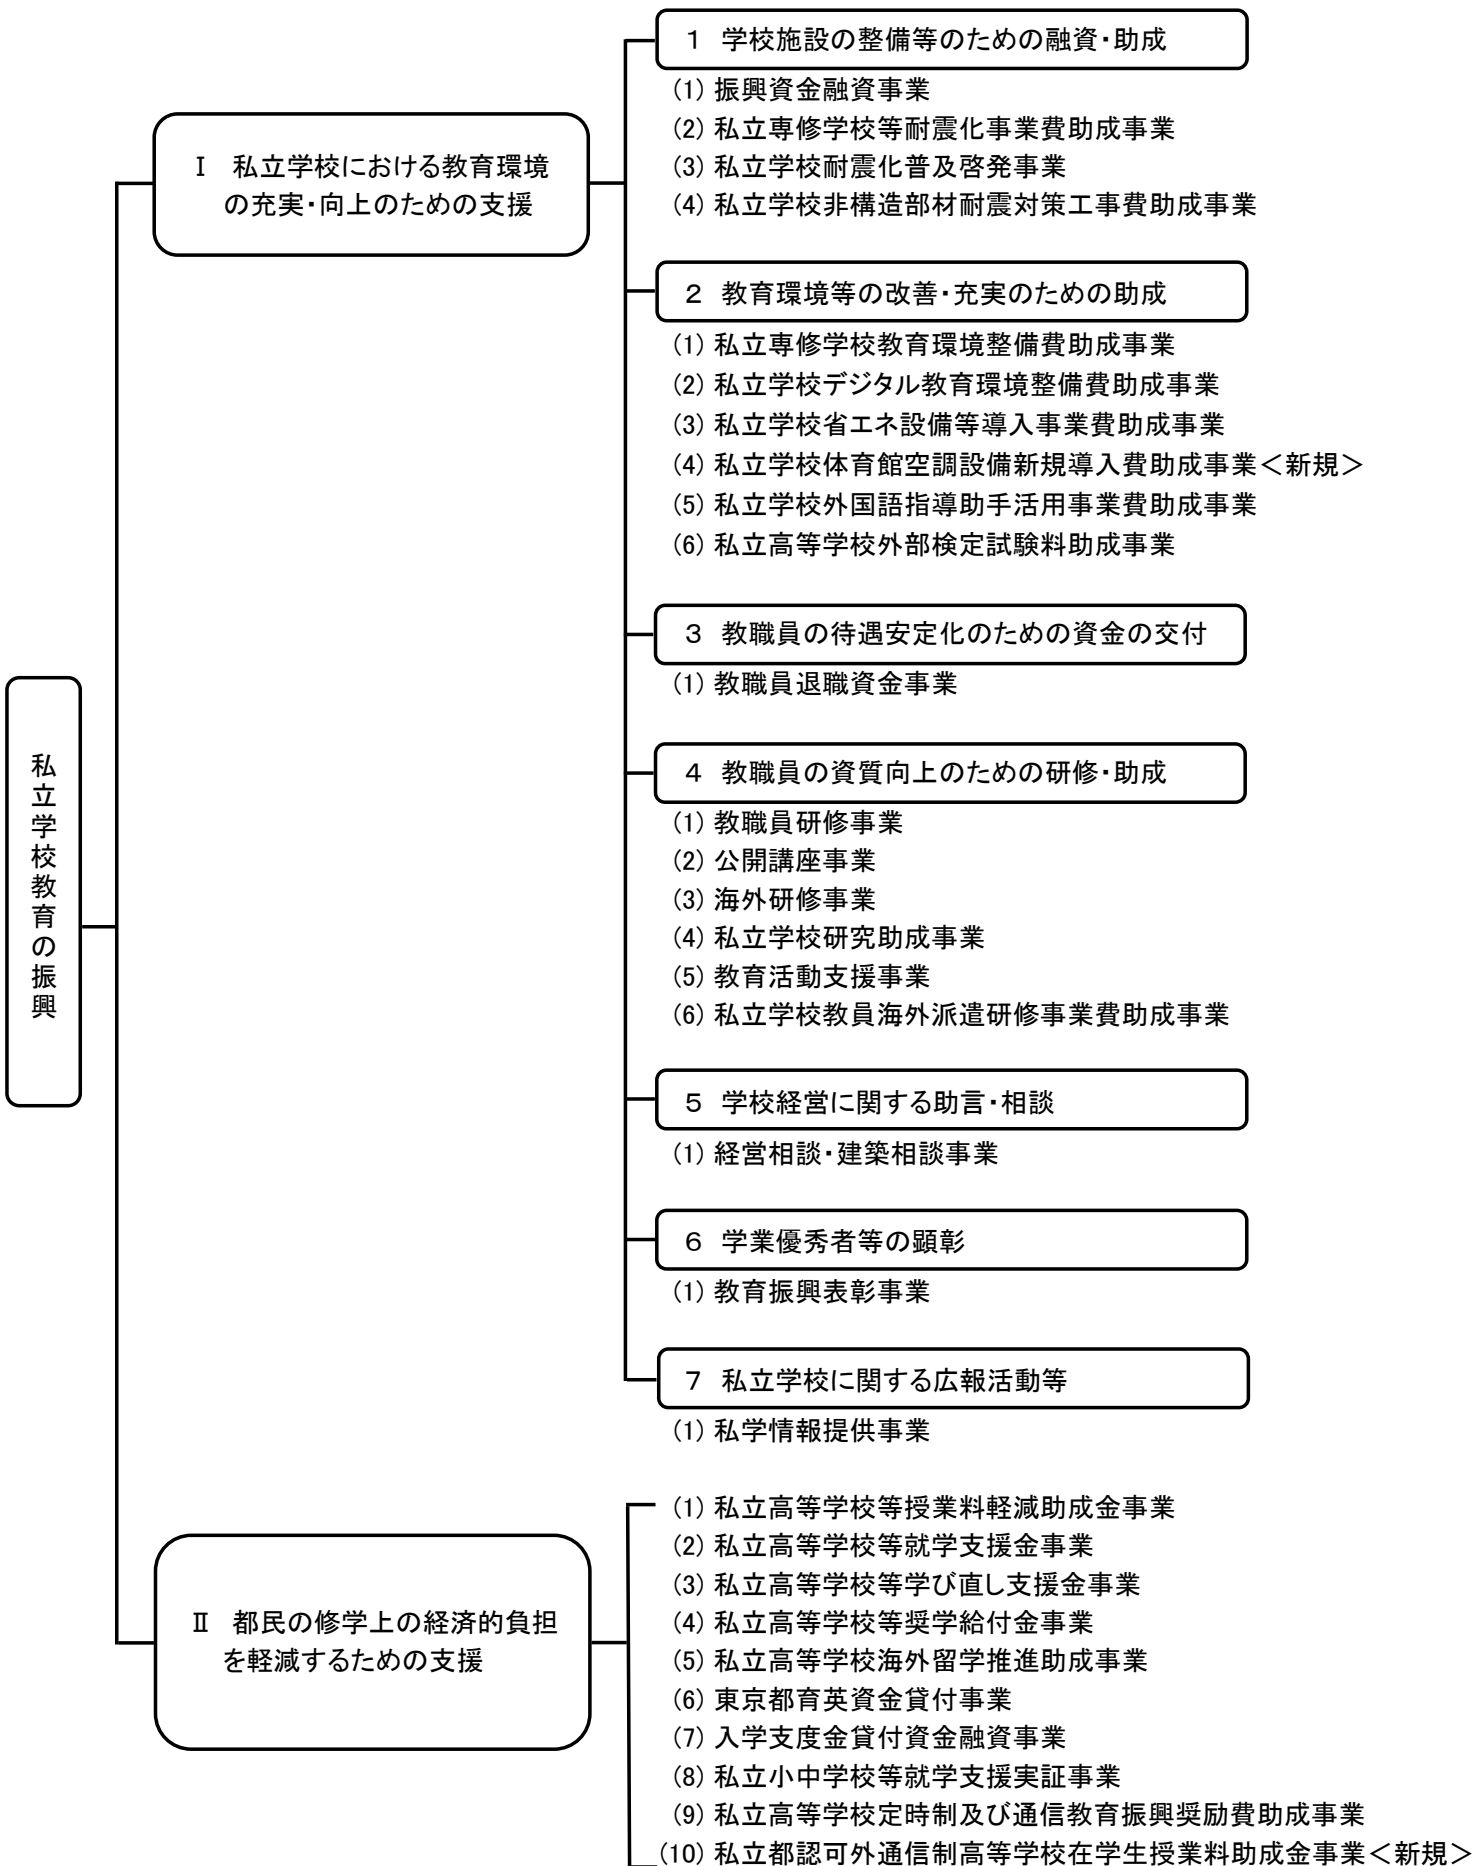 私立学校教育の振興
Ⅰ 私立学校における教育環境
の充実・向上のための支援
１ 学校施設の整備等のための融資・助成
(1) 振興資金融資事業
(2) 私立専修学校等耐震化事業費助成事業
(3) 私立学校耐震化普及啓発事業
(4) 私立学校非構造部材耐震対策工事費助成事業
２ 教育環境等の改善・充実のための助成
(1) 私立専修学校教育環境整備費助成事業
(2) 私立学校デジタル教育環境整備費助成事業
(3) 私立学校省エネ設備等導入事業費助成事業
(4) 私立学校体育館空調設備新規導入費助成事業＜新規＞
(5) 私立学校外国語指導助手活用事業費助成事業
(6) 私立高等学校外部検定試験料助成事業
３ 教職員の待遇安定化のための資金の交付
(1) 教職員退職資金事業
４ 教職員の資質向上のための研修・助成
(1) 教職員研修事業
(2) 公開講座事業
(3) 海外研修事業
(4) 私立学校研究助成事業
(5) 教育活動支援事業
(6) 私立学校教員海外派遣研修事業費助成事業
５ 学校経営に関する助言・相談
(1) 経営相談・建築相談事業
６ 学業優秀者等の顕彰
(1) 教育振興表彰事業
７ 私立学校に関する広報活動等
(1) 私学情報提供事業
Ⅱ 都民の修学上の経済的負担
を軽減するための支援
(1) 私立高等学校等授業料軽減助成金事業
(2) 私立高等学校等就学支援金事業
(3) 私立高等学校等学び直し支援金事業
(4) 私立高等学校等奨学給付金事業
(5) 私立高等学校海外留学推進助成事業
(6) 東京都育英資金貸付事業
(7) 入学支度金貸付資金融資事業
(8) 私立小中学校等就学支援実証事業
(9) 私立高等学校定時制及び通信教育振興奨励費助成事業
(10) 私立都認可外通信制高等学校在学生授業料助成金事業＜新規＞